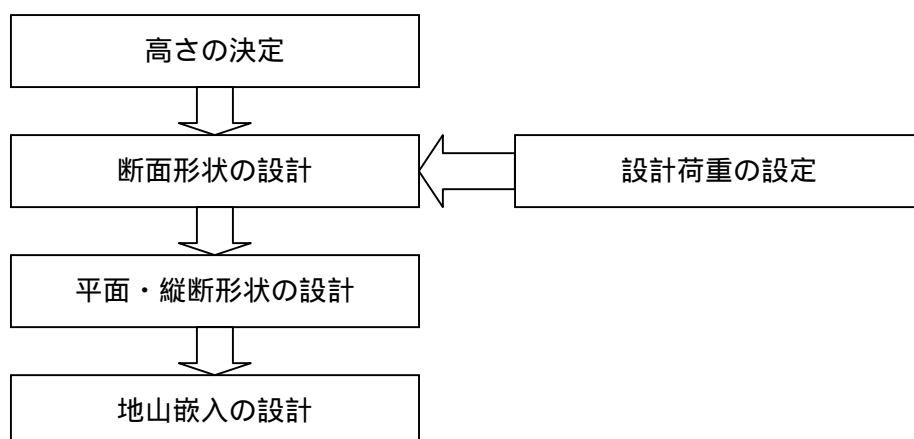 高さの決定
断面形状の設計
設計荷重の設定
平面・縦断形状の設計
地山嵌入の設計